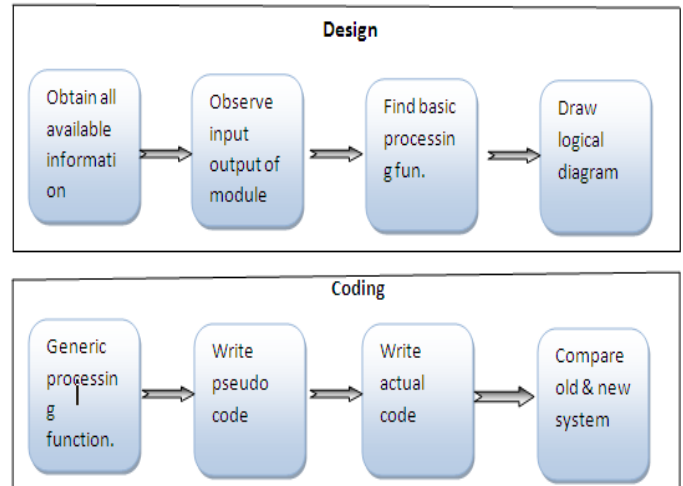 Design
Obtain all
available
informati
on
Observe
input
output of
module
Find basic
processin
g fun.
Draw
logical
diagram
Coding
Generic
processin
g
function.
Write
pseudo
code
Write
actual
code
Compare
old & new
system